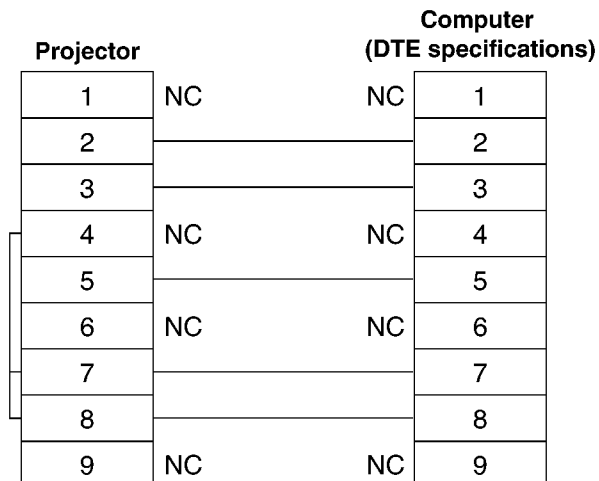 Computer
Projector (DTE specifications)
1 NC NC 1
2 2
3 3
4 NC NC 4
5 5
6 NC NC 6
7 7
8 8
9 NC NC 9